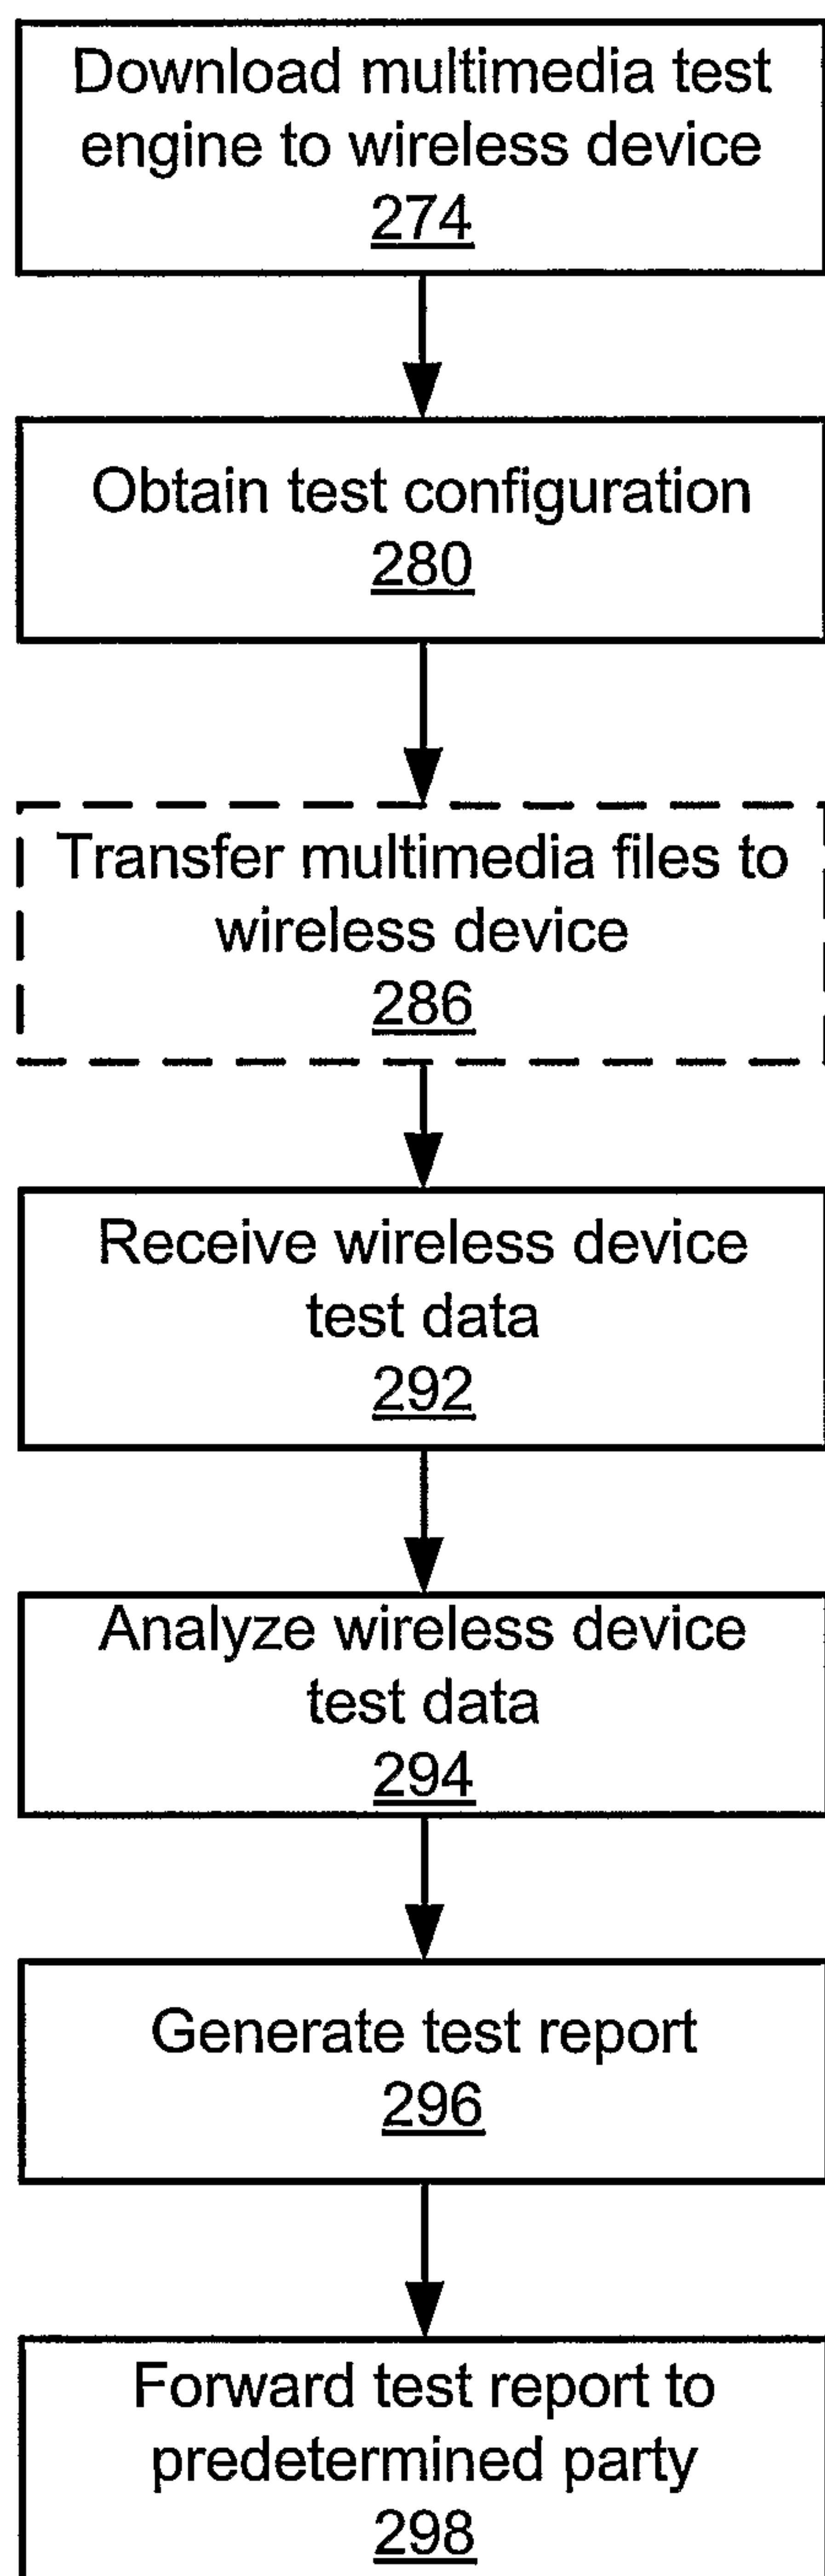 Download multimedia test
engine to wireless device
274
Obtain test configuration
280
Transfer multimedia files to
wireless device
286
Receive wireless device
test data
292
Analyze wireless device
test data
294
Generate test report
296
Forward test report to
predetermined party
298